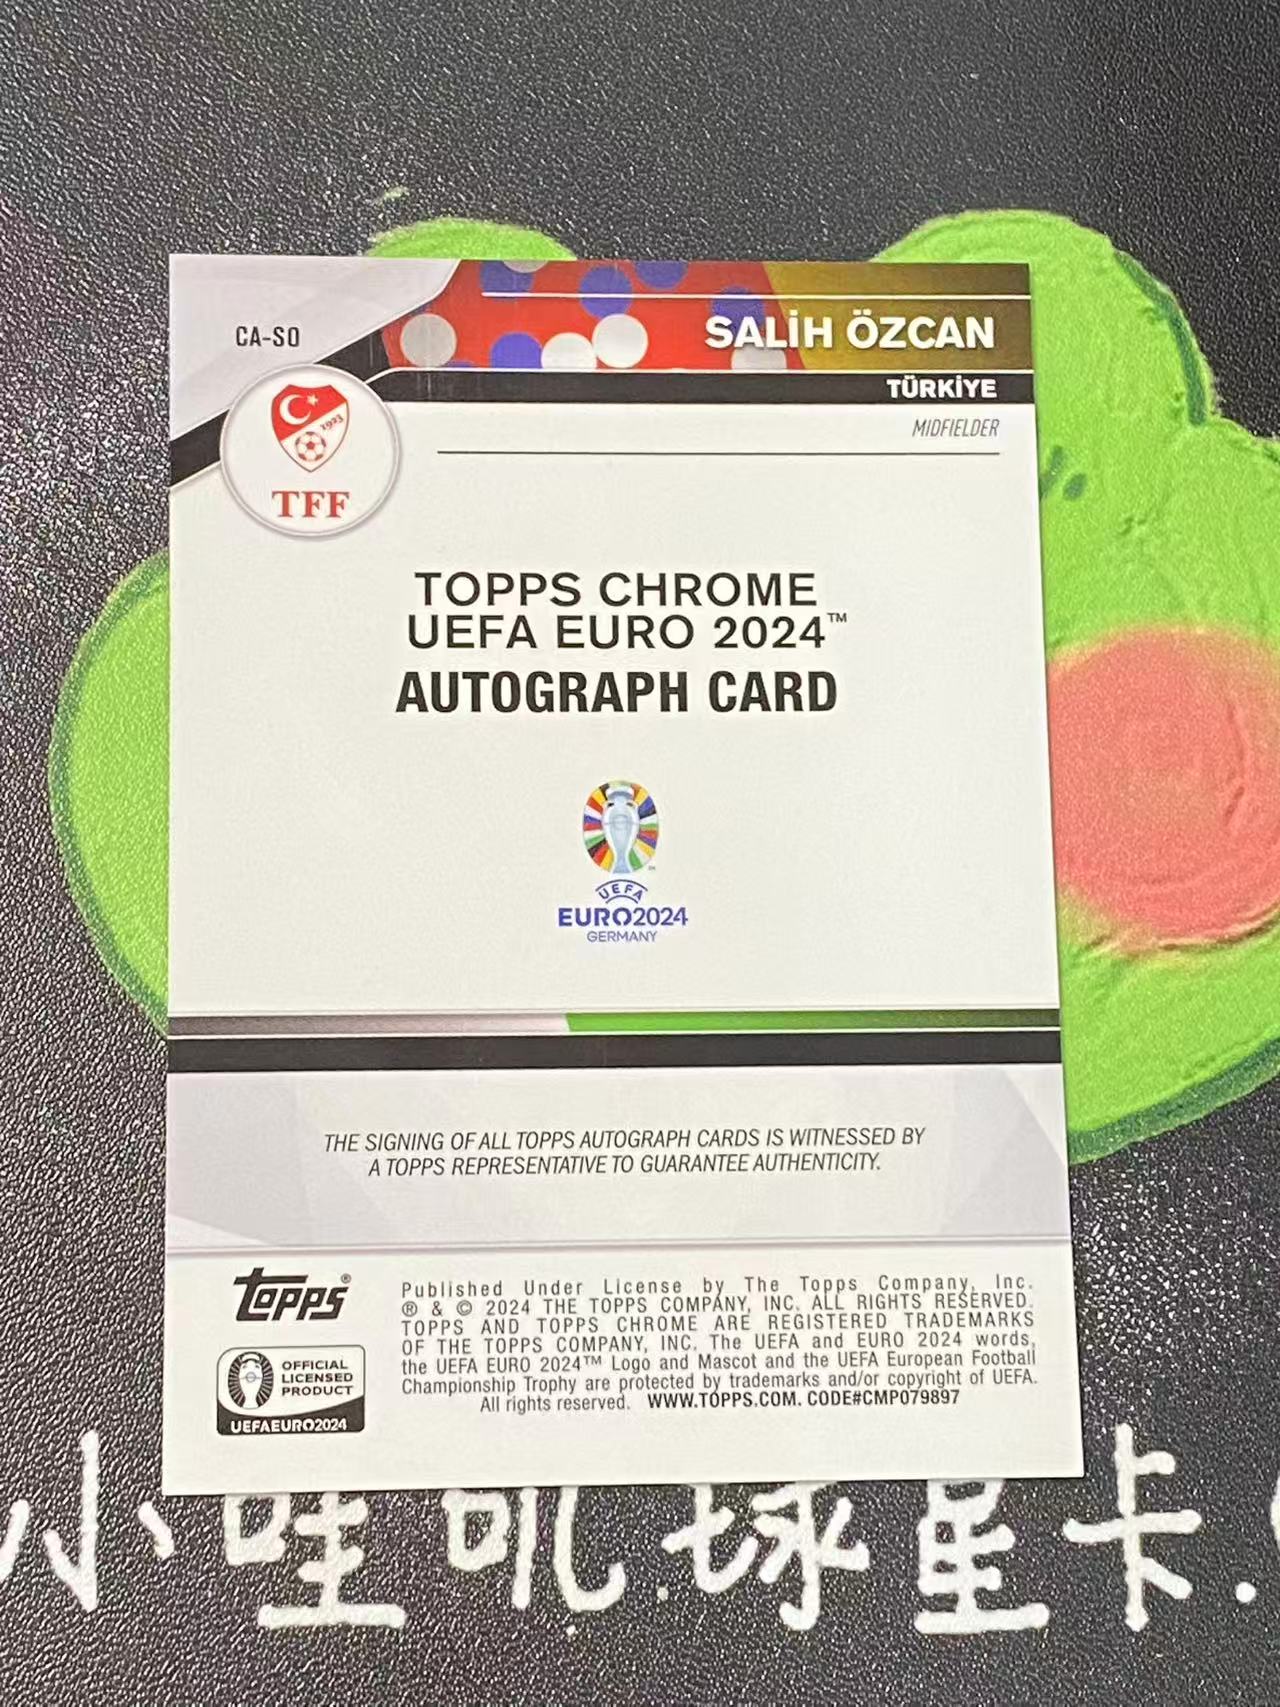 CA-SO
SALİH ÖZCAN
TÜRKİYE
MIDFIELDER
1923
TFF
TOPPS CHROME
UEFA EURO 2024™
AUTOGRAPH CARD
UEFA
EURO2024
GERMANY
THE SIGNING OF ALL TOPPS AUTOGRAPH CARDS IS WITNESSED BY
A TOPPS REPRESENTATIVE TO GUARANTEE AUTHENTICITY.
Topps®
OFFICIAL
LICENSED
PRODUCT
UEFAEURO2024
Published Under License by The Topps Company, Inc.
® & © 2024 THE TOPPS COMPANY, INC. ALL RIGHTS RESERVED.
TOPPS AND TOPPS CHROME ARE REGISTERED TRADEMARKS
OF THE TOPPS COMPANY, INC. The UEFA and EURO 2024 words,
the UEFA EURO 2024™ Logo and Mascot and the UEFA European Football
Championship Trophy are protected by trademarks and/or copyright of UEFA.
All rights reserved. WWW.TOPPS.COM. CODE#CMP079897
小哇叽.球星卡.